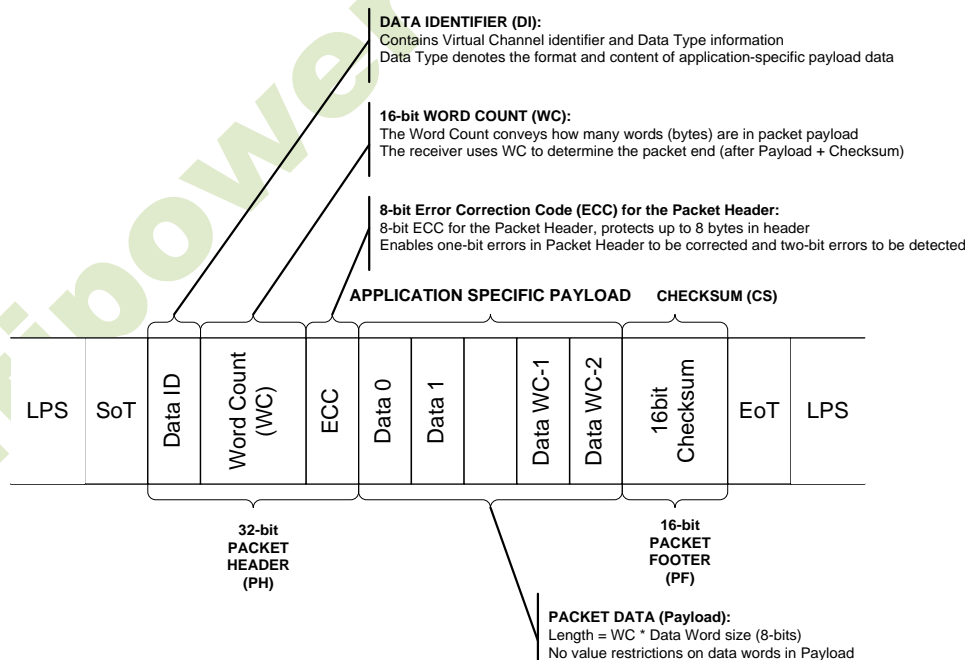 DATA IDENTIFIER (DI):
Contains Virtual Channel identifier and Data Type information
Data Type denotes the format and content of application-specific payload data
16-bit WORD COUNT (WC):
The Word Count conveys how many words (bytes) are in packet payload
The receiver uses WC to determine the packet end (after Payload + Checksum)
8-bit Error Correction Code (ECC) for the Packet Header:
8-bit ECC for the Packet Header, protects up to 8 bytes in header
Enables one-bit errors in Packet Header to be corrected and two-bit errors to be detected
APPLICATION SPECIFIC PAYLOAD
CHECKSUM (CS)
LPS
SoT
Data ID
Word Count
(WC)
ECC
Data 0
Data 1
Data WC-1
Data WC-2
16bit
Checksum
EoT
LPS
32-bit
PACKET
HEADER
(PH)
16-bit
PACKET
FOOTER
(PF)
PACKET DATA (Payload):
Length = WC * Data Word size (8-bits)
No value restrictions on data words in Payload